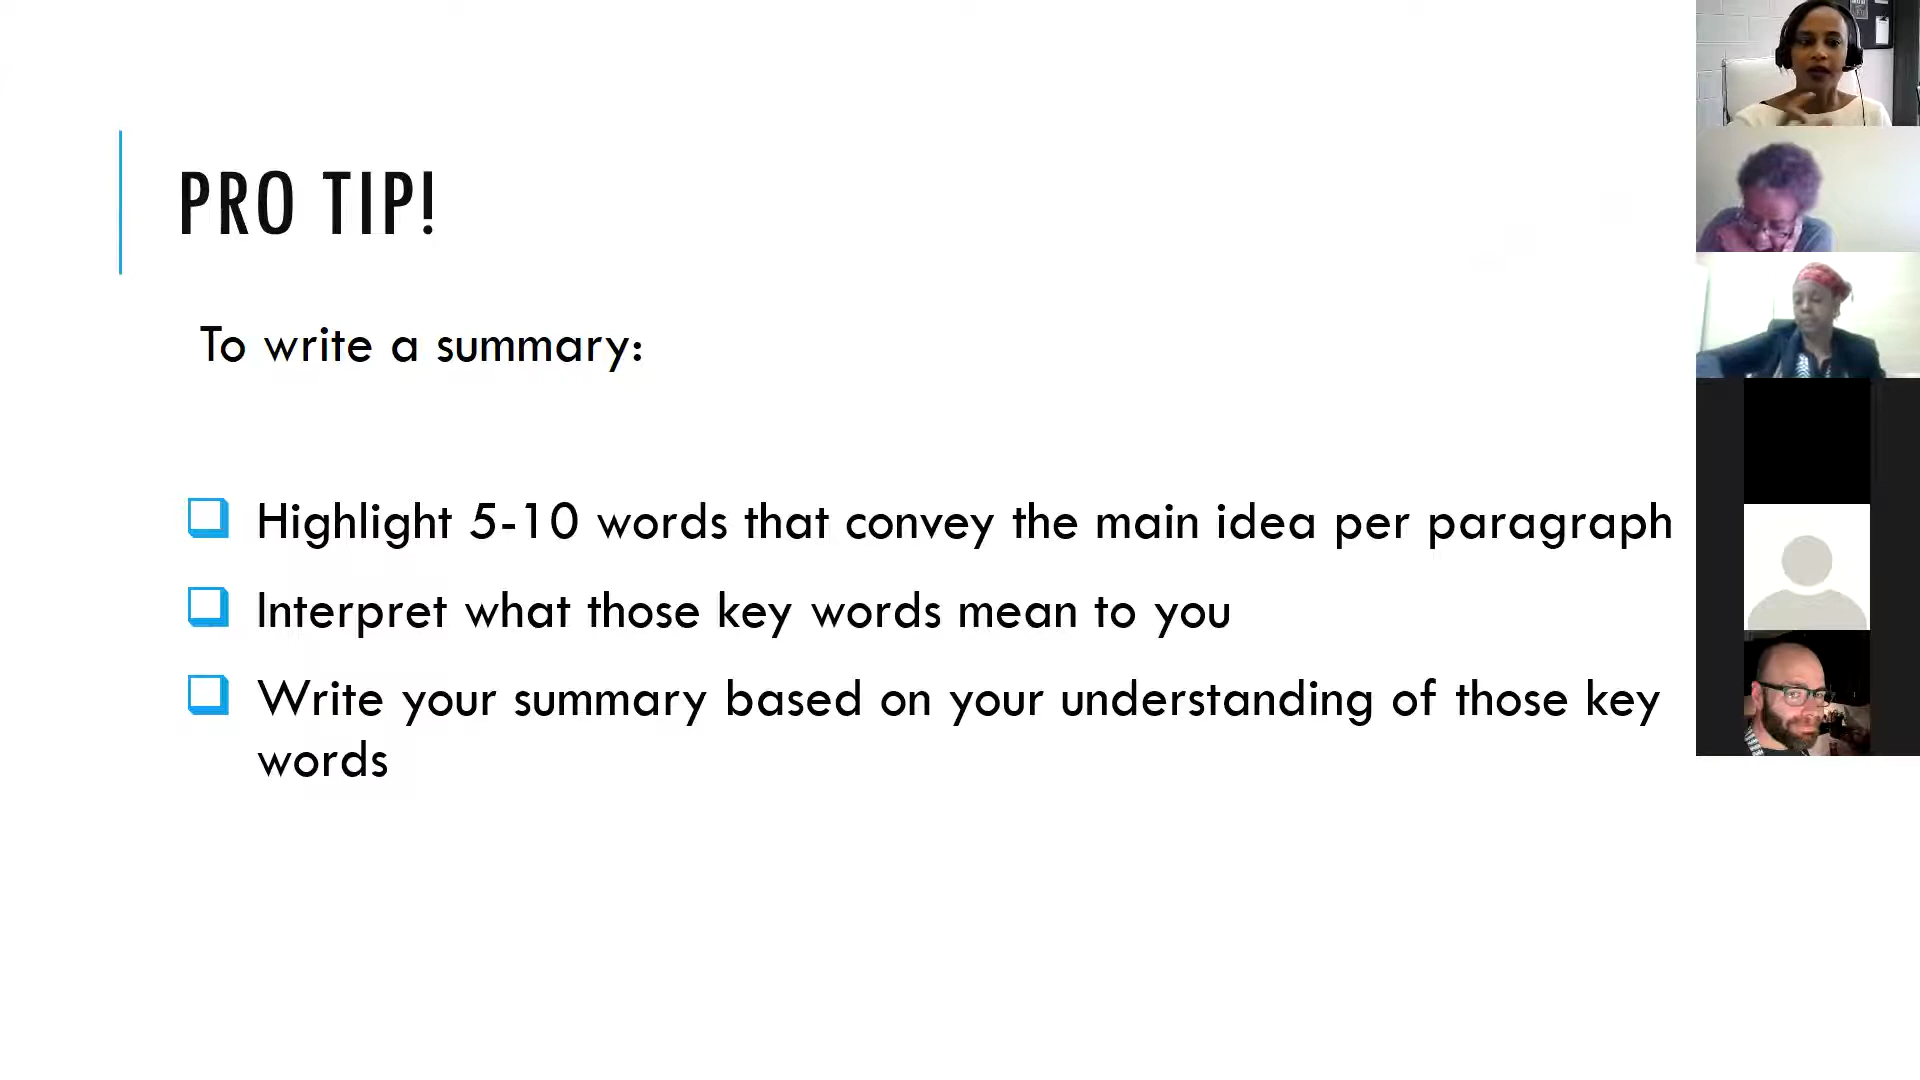 PRO TIP!
To write a summary:
Highlight 5-10 words that convey the main idea per paragraph
Interpret what those key words mean to you
Write your summary based on your understanding of those key
words